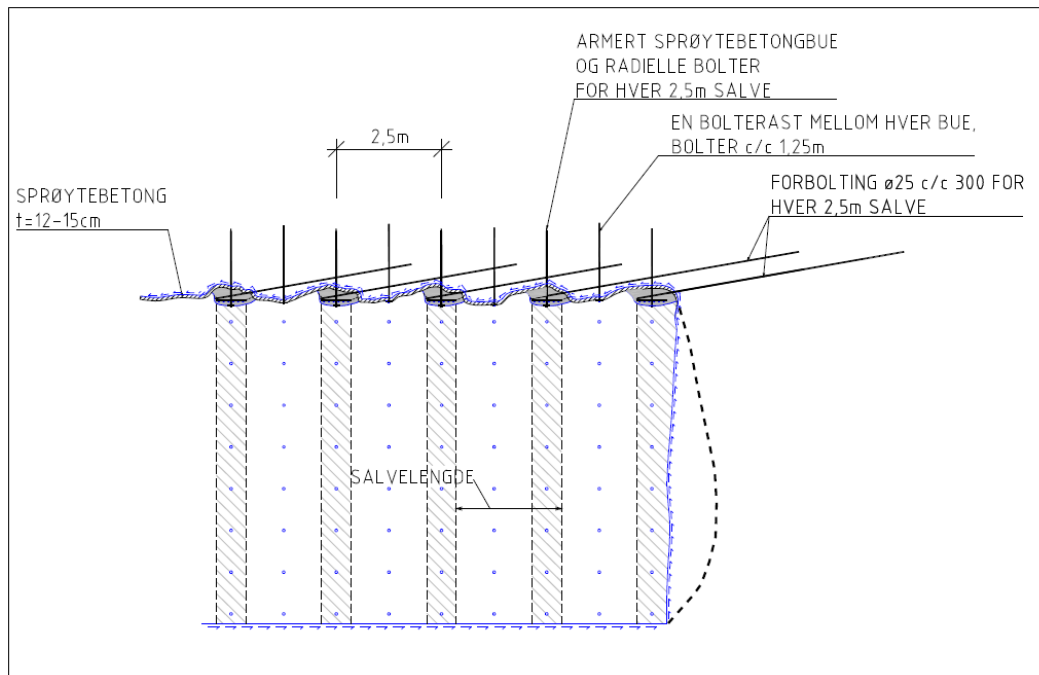 ARMERT SPRØYTEBETONGBUE
OG RADIELLE BOLTER
FOR HVER 2,5m SALVE
EN BOLTERAST MELLOM HVER BUE,
BOLTER c/c 1,25m
2,5m
FORBOLTING ø25 c/c 300 FOR
HVER 2,5m SALVE
SPRØYTEBETONG
t=12-15cm
SALVELENGDE